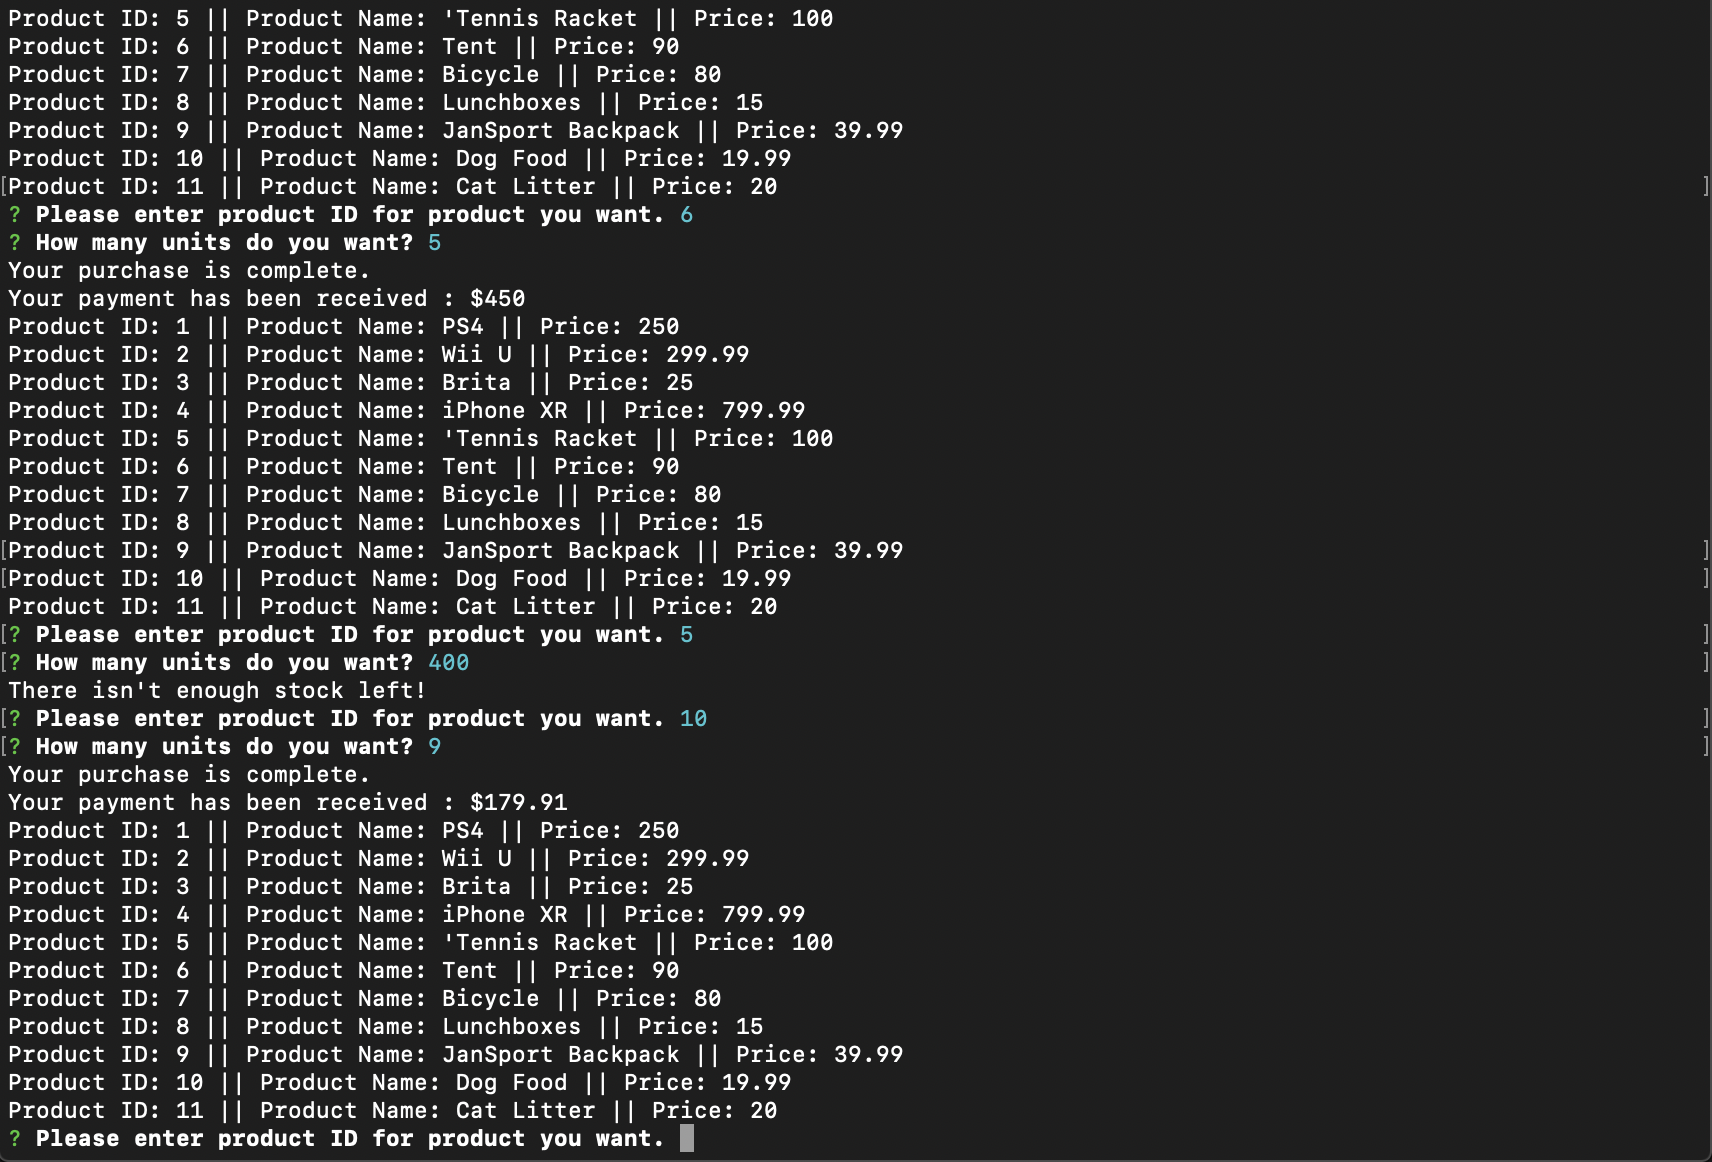 Product ID: 5 || Product Name: 'Tennis Racket || Price: 100
Product ID: 6 || Product Name: Tent || Price: 90
Product ID: 7 || Product Name: Bicycle || Price: 80
Product ID: 8 || Product Name: Lunchboxes || Price: 15
Product ID: 9 || Product Name: JanSport Backpack || Price: 39.99
Product ID: 10 || Product Name: Dog Food || Price: 19.99
[Product ID: 11 || Product Name: Cat Litter || Price: 20 ]
? Please enter product ID for product you want. 6
? How many units do you want? 5
Your purchase is complete.
Your payment has been received : $450
Product ID: 1 || Product Name: PS4 || Price: 250
Product ID: 2 || Product Name: Wii U || Price: 299.99
Product ID: 3 || Product Name: Brita || Price: 25
Product ID: 4 || Product Name: iPhone XR || Price: 799.99
Product ID: 5 || Product Name: 'Tennis Racket || Price: 100
Product ID: 6 || Product Name: Tent || Price: 90
Product ID: 7 || Product Name: Bicycle || Price: 80
Product ID: 8 || Product Name: Lunchboxes || Price: 15
[Product ID: 9 || Product Name: JanSport Backpack || Price: 39.99 ]
[Product ID: 10 || Product Name: Dog Food || Price: 19.99 ]
Product ID: 11 || Product Name: Cat Litter || Price: 20
[? Please enter product ID for product you want. 5 ]
[? How many units do you want? 400 ]
There isn't enough stock left!
[? Please enter product ID for product you want. 10 ]
[? How many units do you want? 9 ]
Your purchase is complete.
Your payment has been received : $179.91
Product ID: 1 || Product Name: PS4 || Price: 250
Product ID: 2 || Product Name: Wii U || Price: 299.99
Product ID: 3 || Product Name: Brita || Price: 25
Product ID: 4 || Product Name: iPhone XR || Price: 799.99
Product ID: 5 || Product Name: 'Tennis Racket || Price: 100
Product ID: 6 || Product Name: Tent || Price: 90
Product ID: 7 || Product Name: Bicycle || Price: 80
Product ID: 8 || Product Name: Lunchboxes || Price: 15
Product ID: 9 || Product Name: JanSport Backpack || Price: 39.99
Product ID: 10 || Product Name: Dog Food || Price: 19.99
Product ID: 11 || Product Name: Cat Litter || Price: 20
? Please enter product ID for product you want.